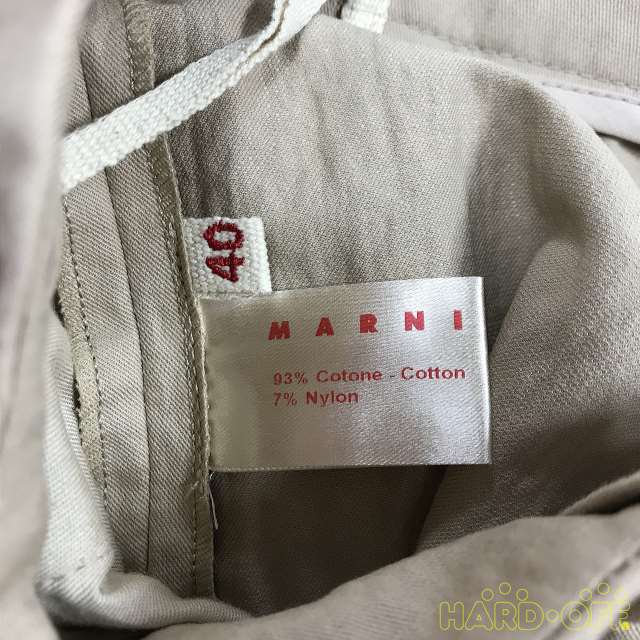 40
MARNI
93% Cotone - Cotton
7% Nylon
HARD·OFF